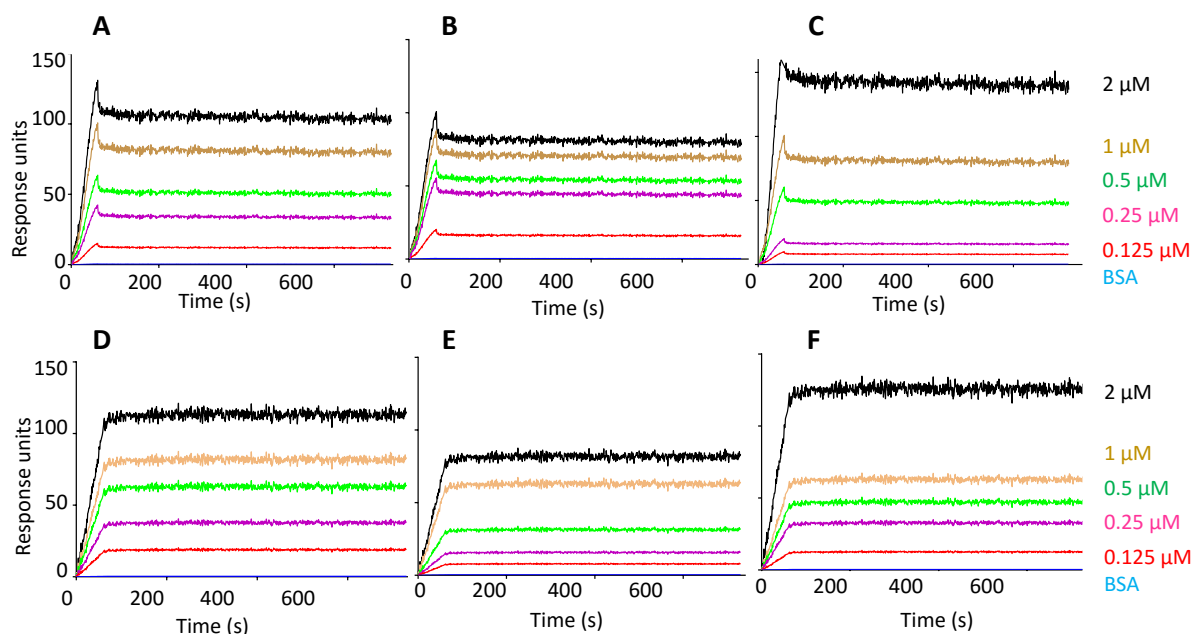 A B C
150
100
50
0
Response units
200 400 600
Time (s)
0 200 400 600
Time (s)
0 200 400 600
Time (s)
2 µM
1 µM
0.5 µM
0.25 µM
0.125 µM
BSA
D E F
150
100
50
0
Response units
0 200 400 600
Time (s)
0 200 400 600
Time (s)
0 200 400 600
Time (s)
2 µM
1 µM
0.5 µM
0.25 µM
0.125 µM
BSA